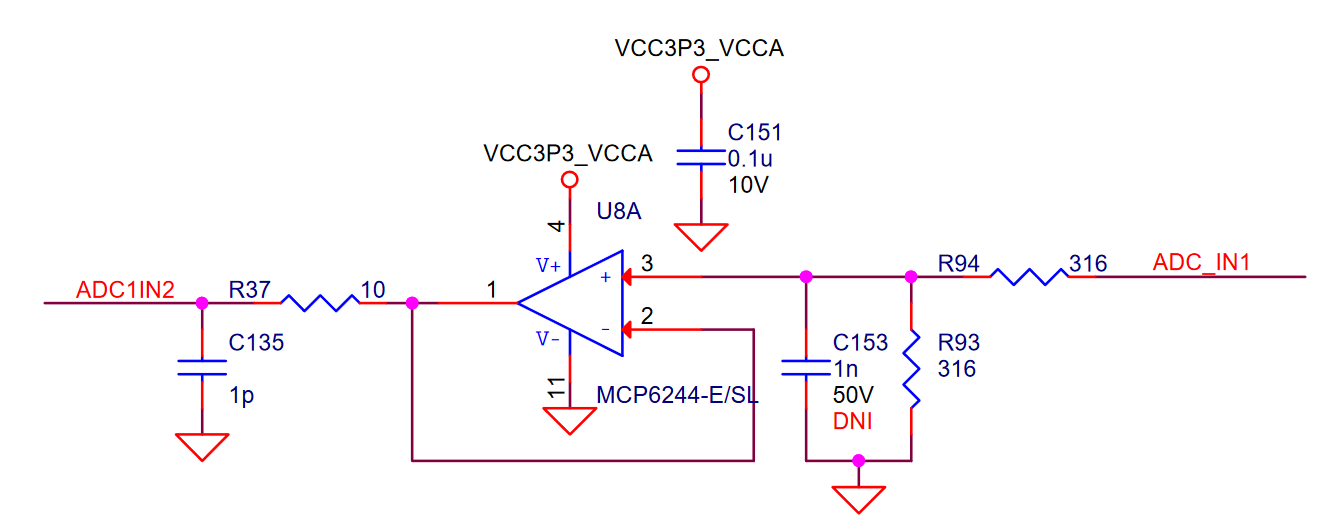 VCC3P3_VCCA
C151
0.1u
10V
VCC3P3_VCCA
4
U8A
V+
+
3
R94
316
ADC_IN1
ADC1IN2
R37
10
1
-
2
V-
C135
1p
C153
1n
50V
DNI
R93
316
11
MCP6244-E/SL